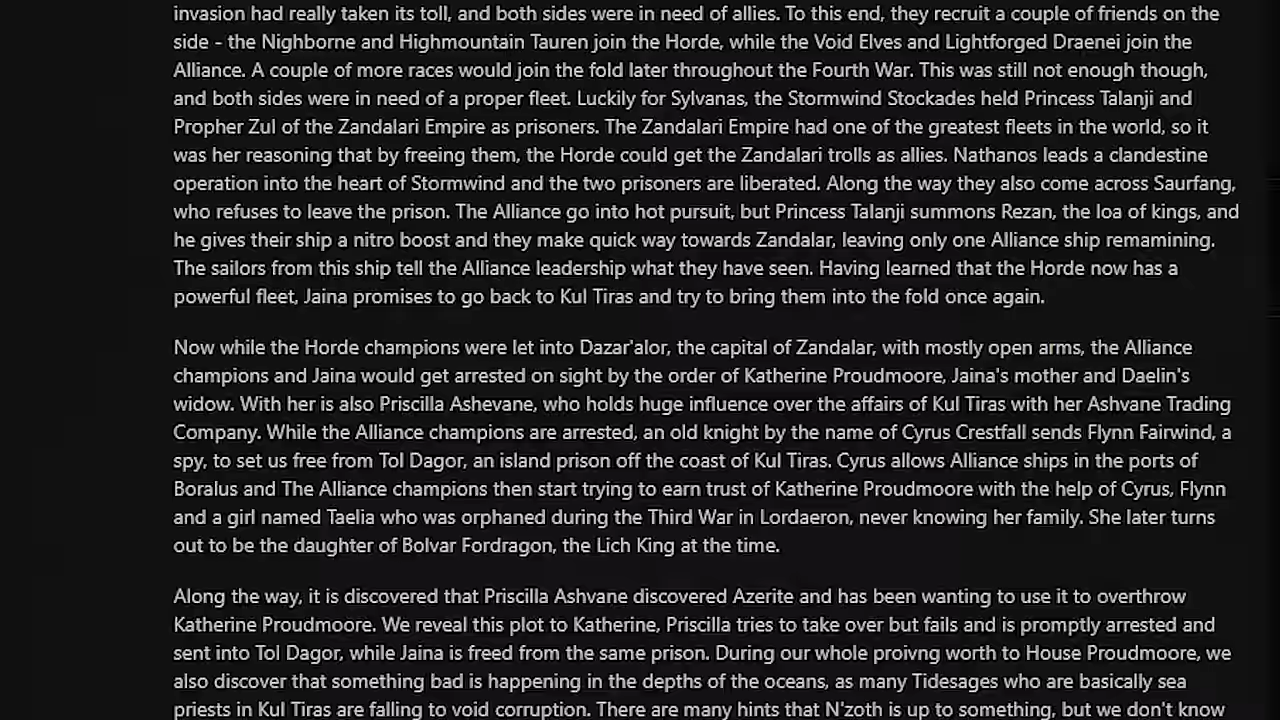 invasion had really taken its toll, and both sides were in need of allies. To this end, they recruit a couple of friends on the
side - the Nighborne and Highmountain Tauren join the Horde, while the Void Elves and Lightforged Draenei join the
Alliance. A couple of more races would join the fold later throughout the Fourth War. This was still not enough though,
and both sides were in need of a proper fleet. Luckily for Sylvanas, the Stormwind Stockades held Princess Talanji and
Propher Zul of the Zandalari Empire as prisoners. The Zandalari Empire had one of the greatest fleets in the world, so it
was her reasoning that by freeing them, the Horde could get the Zandalari trolls as allies. Nathanos leads a clandestine
operation into the heart of Stormwind and the two prisoners are liberated. Along the way they also come across Saurfang,
who refuses to leave the prison. The Alliance go into hot pursuit, but Princess Talanji summons Rezan, the loa of kings, and
he gives their ship a nitro boost and they make quick way towards Zandalar, leaving only one Alliance ship remamining.
The sailors from this ship tell the Alliance leadership what they have seen. Having learned that the Horde now has a
powerful fleet, Jaina promises to go back to Kul Tiras and try to bring them into the fold once again.
Now while the Horde champions were let into Dazar'alor, the capital of Zandalar, with mostly open arms, the Alliance
champions and Jaina would get arrested on sight by the order of Katherine Proudmoore, Jaina's mother and Daelin's
widow. With her is also Priscilla Ashevane, who holds huge influence over the affairs of Kul Tiras with her Ashvane Trading
Company. While the Alliance champions are arrested, an old knight by the name of Cyrus Crestfall sends Flynn Fairwind, a
spy, to set us free from Tol Dagor, an island prison off the coast of Kul Tiras. Cyrus allows Alliance ships in the ports of
Boralus and The Alliance champions then start trying to earn trust of Katherine Proudmoore with the help of Cyrus, Flynn
and a girl named Taelia who was orphaned during the Third War in Lordaeron, never knowing her family. She later turns
out to be the daughter of Bolvar Fordragon, the Lich King at the time.
Along the way, it is discovered that Priscilla Ashvane discovered Azerite and has been wanting to use it to overthrow
Katherine Proudmoore. We reveal this plot to Katherine, Priscilla tries to take over but fails and is promptly arrested and
sent into Tol Dagor, while Jaina is freed from the same prison. During our whole proivng worth to House Proudmoore, we
also discover that something bad is happening in the depths of the oceans, as many Tidesages who are basically sea
priests in Kul Tiras are falling to void corruption. There are many hints that N'zoth is up to something, but we don't know